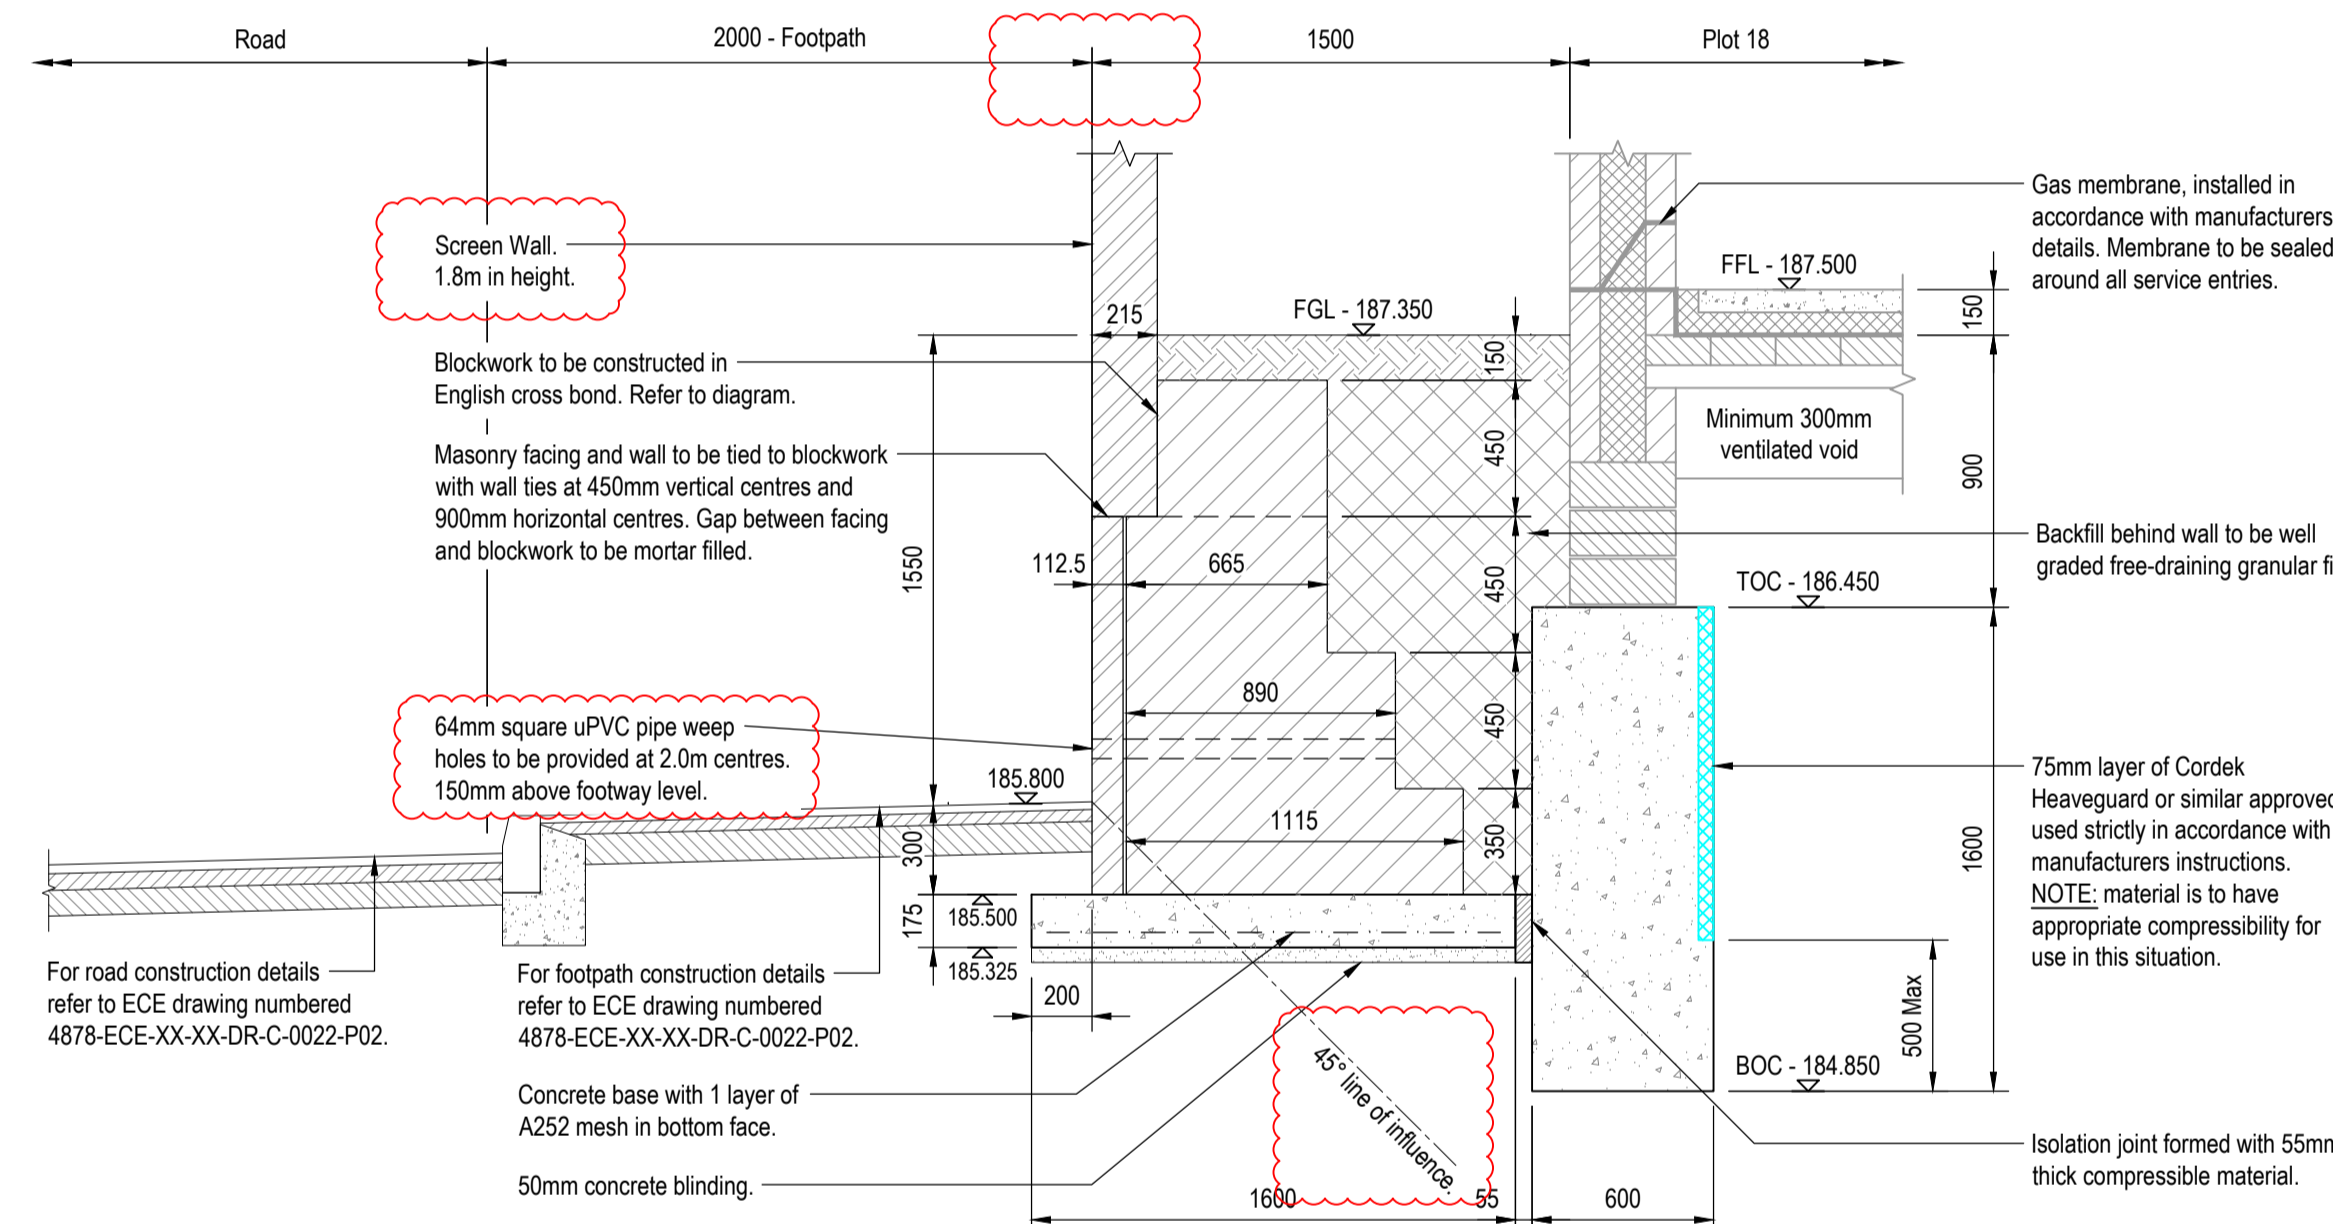 Road
2000 - Footpath
1500
Plot 18
Gas membrane, installed in
accordance with manufacturers
details. Membrane to be sealed
around all service entries.
Screen Wall.
1.8m in height.
FFL - 187.500
FGL - 187.350
215
150
150
Blockwork to be constructed in
English cross bond. Refer to diagram.
Minimum 300mm
ventilated void
450
900
Masonry facing and wall to be tied to blockwork
with wall ties at 450mm vertical centres and
900mm horizontal centres. Gap between facing
and blockwork to be mortar filled.
Backfill behind wall to be well
graded free-draining granular fi
1550
112.5
665
450
TOC - 186.450
890
450
64mm square uPVC pipe weep
holes to be provided at 2.0m centres.
150mm above footway level.
185.800
75mm layer of Cordek
Heaveguard or similar approved
used strictly in accordance with
manufacturers instructions.
NOTE: material is to have
appropriate compressibility for
use in this situation.
1115
350
300
1600
175
185.500
185.325
For road construction details
refer to ECE drawing numbered
4878-ECE-XX-XX-DR-C-0022-P02.
For footpath construction details
refer to ECE drawing numbered
4878-ECE-XX-XX-DR-C-0022-P02.
200
500 Max
BOC - 184.850
45° line of influence.
Concrete base with 1 layer of
A252 mesh in bottom face.
50mm concrete blinding.
Isolation joint formed with 55mm
thick compressible material.
1600
55
600